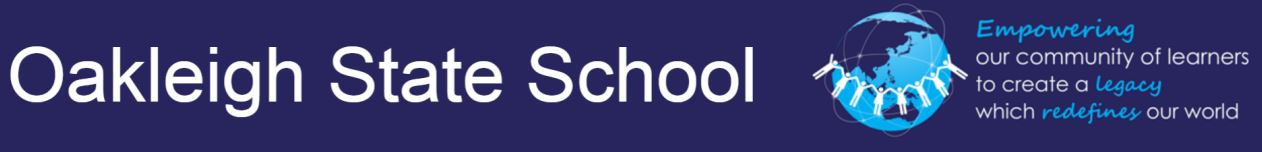 Oakleigh State School
Empowering
our community of learners
to create a legacy
which redefines our world